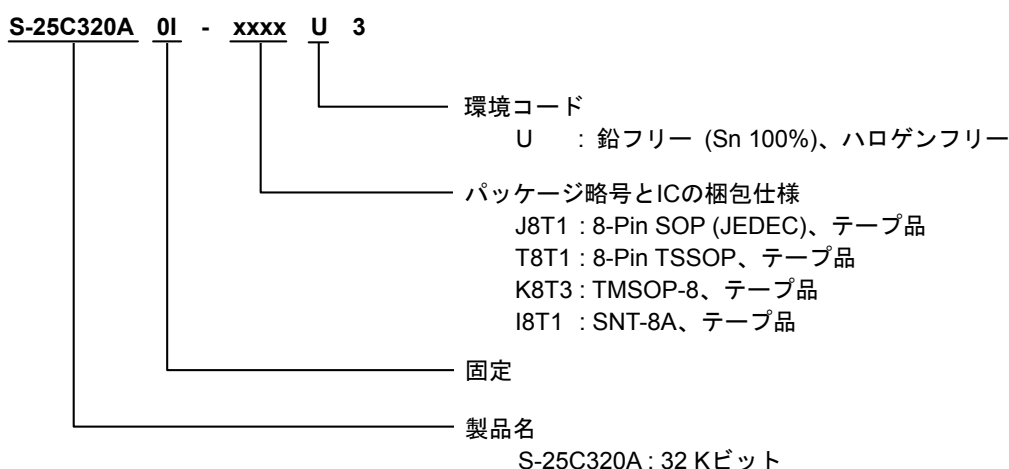 S-25C320A 0I - xxxx U 3
環境コード
U : 鉛フリー (Sn 100%)、ハロゲンフリー
パッケージ略号とICの梱包仕様
J8T1 : 8-Pin SOP (JEDEC)、テープ品
T8T1 : 8-Pin TSSOP、テープ品
K8T3 : TMSOP-8、テープ品
I8T1 : SNT-8A、テープ品
固定
製品名
S-25C320A : 32 Kビット